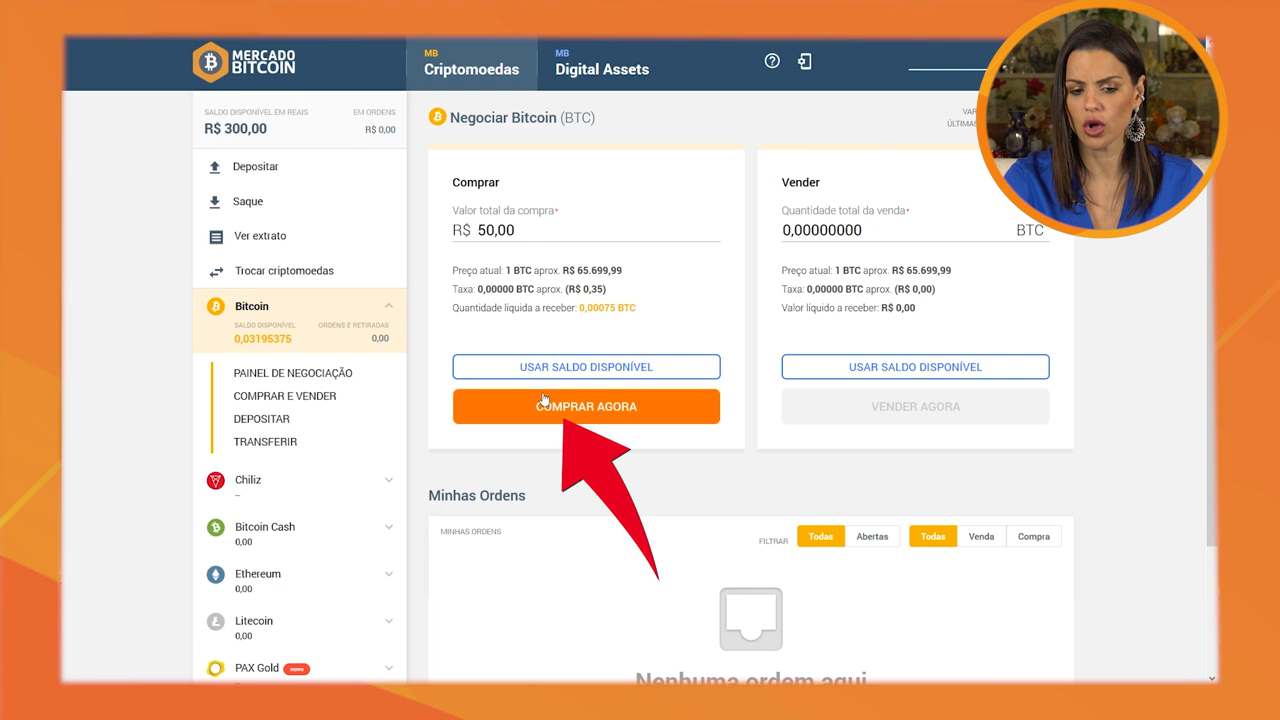 MERCADO
BITCOIN
MB
Criptomoedas
MB
Digital Assets
SALDO DISPONÍVEL EM REAIS
EM ORDENS
R$ 300,00
R$ 0,00
Depositar
Saque
Ver extrato
Trocar criptomoedas
Bitcoin
SALDO DISPONÍVEL
ORDENS E RETIRADAS
0,03195375
0,00
PAINEL DE NEGOCIAÇÃO
COMPRAR E VENDER
DEPOSITAR
TRANSFERIR
Chiliz
–
Bitcoin Cash
0,00
Ethereum
0,00
Litecoin
0,00
PAX Gold novo
Negociar Bitcoin (BTC)
VAR
ÚLTIMAS
Comprar
Valor total da compra*
R$ 50,00
Preço atual: 1 BTC aprox. R$ 65.699,99
Taxa: 0,00000 BTC aprox. (R$ 0,35)
Quantidade líquida a receber: 0,00075 BTC
USAR SALDO DISPONÍVEL
COMPRAR AGORA
Vender
Quantidade total da venda*
0,00000000 BTC
Preço atual: 1 BTC aprox. R$ 65.699,99
Taxa: 0,00000 BTC aprox. (R$ 0,00)
Valor líquido a receber: R$ 0,00
USAR SALDO DISPONÍVEL
VENDER AGORA
Minhas Ordens
MINHAS ORDENS
FILTRAR
Todas
Abertas
Todas
Venda
Compra
Nenhuma ordem aqui